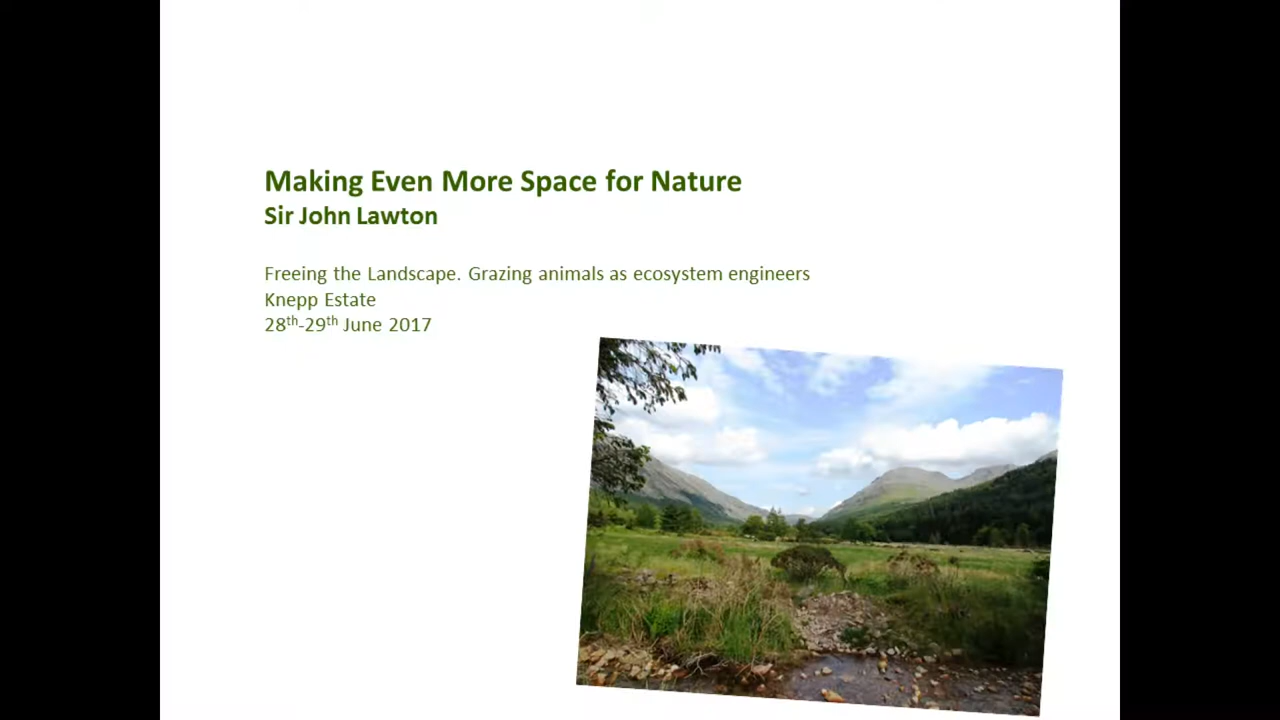 Making Even More Space for Nature
Sir John Lawton
Freeing the Landscape. Grazing animals as ecosystem engineers
Knepp Estate
28th-29th June 2017